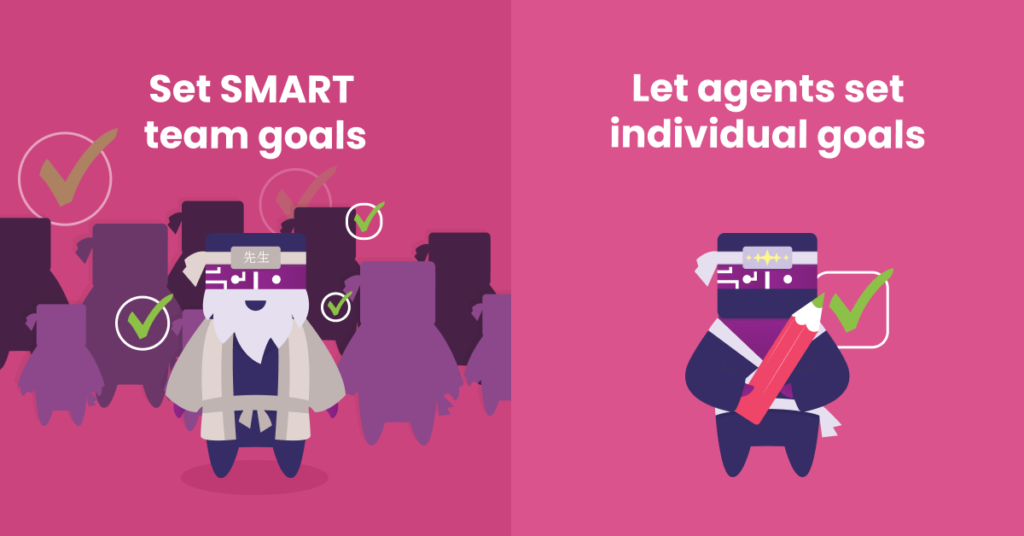 Set SMART
team goals
先生
Let agents set
individual goals